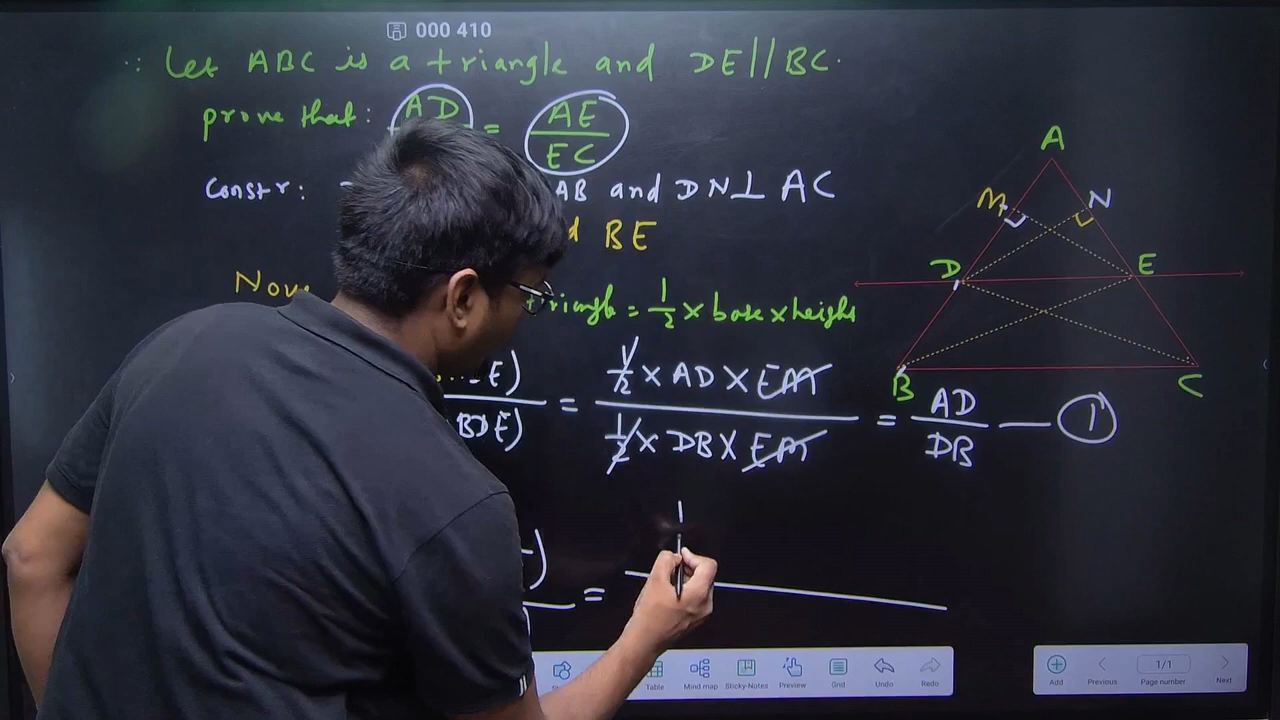 000 410
∴ Let ABC is a triangle and DE//BC.
prove that: AD = AE/EC
Constr: AB and DN⊥ AC
BE
triangle = 1/2 × base × height
E) = 1/2 × AD × EM / 1/2 × DB × EM = AD/DB — 1
BDE)
) = 1
A
M N
D E
B C
Table Mind map Sticky-Notes Preview Grid Undo Redo
Add Previous 1/1 Page number Next